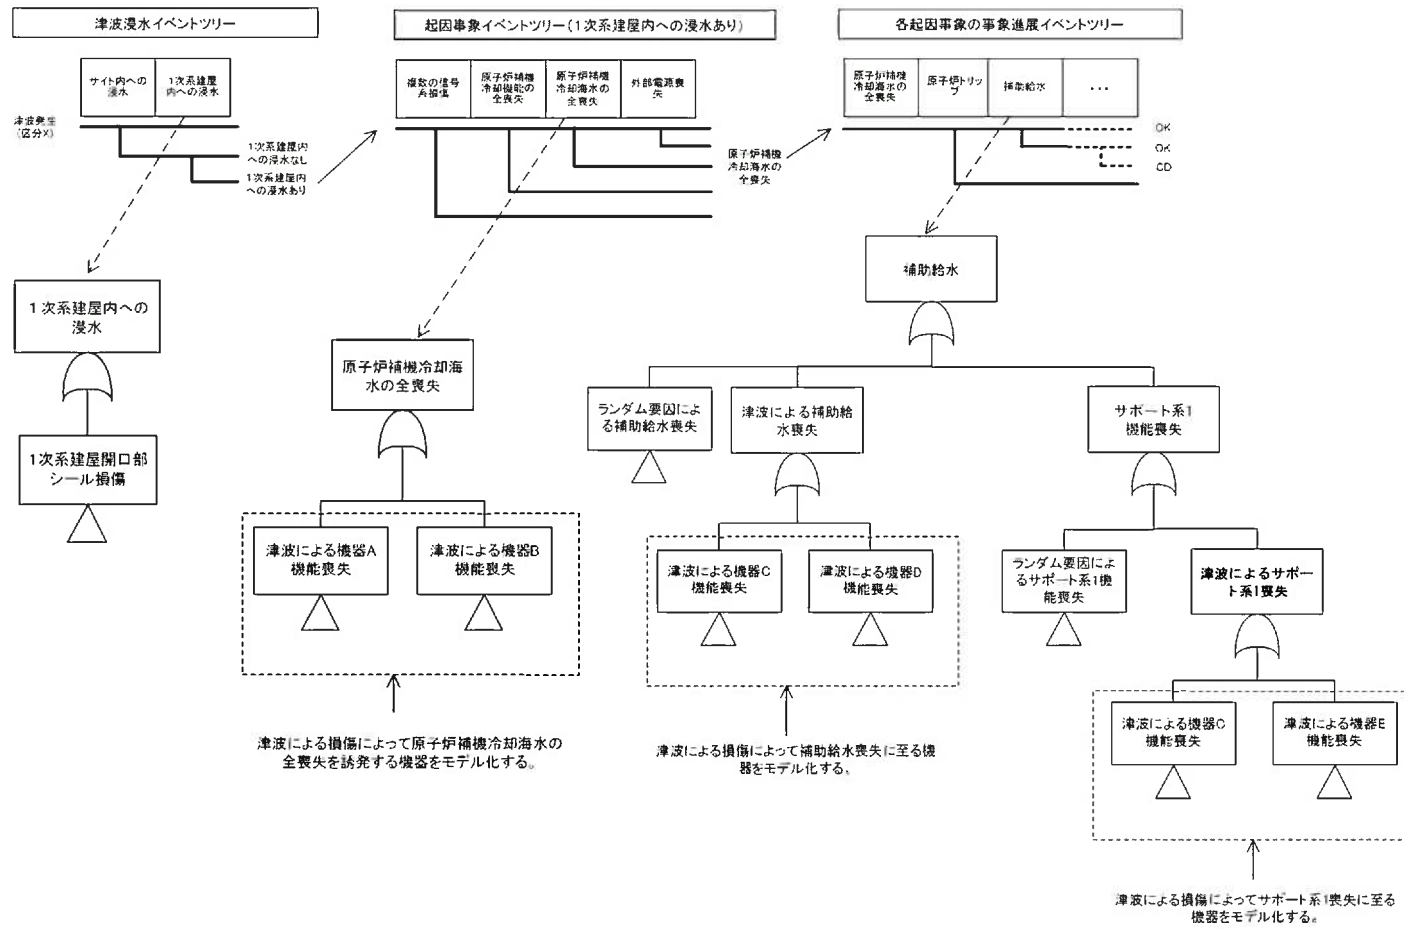 津波浸水イベントツリー
起因事象イベントツリー(1次系建屋内への浸水あり)
各起因事象の事象進展イベントツリー
サイト内への
浸水
1次系建屋
内への浸水
津波発生
(区分X)
1次系建屋内
への浸水なし
1次系建屋内
への浸水あり
複数の信号
系損傷
原子炉補機
冷却機能の
全喪失
原子炉補機
冷却海水の
全喪失
外部電源喪
失
原子炉補機
冷却海水の
全喪失
原子炉補機
冷却海水の
全喪失
原子炉トリッ
プ
補助給水
・・・
OK
OK
CD
1次系建屋内への
浸水
1次系建屋開口部
シール損傷
原子炉補機冷却海
水の全喪失
津波による機器A
機能喪失
津波による機器B
機能喪失
津波による損傷によって原子炉補機冷却海水の
全喪失を誘発する機器をモデル化する。
補助給水
ランダム要因によ
る補助給水喪失
津波による補助給
水喪失
サポート系1
機能喪失
津波による機器C
機能喪失
津波による機器D
機能喪失
津波による損傷によって補助給水喪失に至る機
器をモデル化する。
ランダム要因によ
るサポート系1機
能喪失
津波によるサポー
ト系1喪失
津波による機器C
機能喪失
津波による機器E
機能喪失
津波による損傷によってサポート系1喪失に至る
機器をモデル化する。